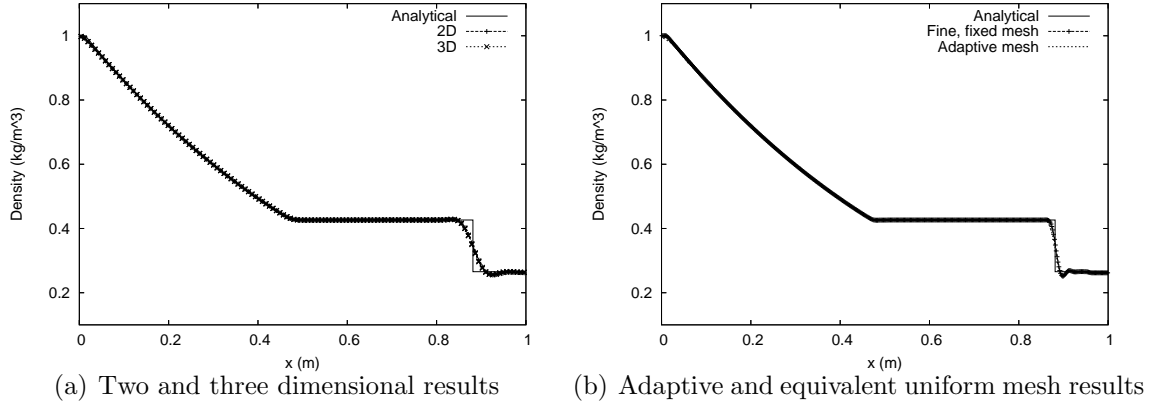 Analytical
2D
3D
1
0.8
0.6
0.4
0.2
Density (kg/m^3)
0
0.2
0.4
0.6
0.8
1
x (m)
(a) Two and three dimensional results
Analytical
Fine, fixed mesh
Adaptive mesh
1
0.8
0.6
0.4
0.2
Density (kg/m^3)
0
0.2
0.4
0.6
0.8
1
x (m)
(b) Adaptive and equivalent uniform mesh results